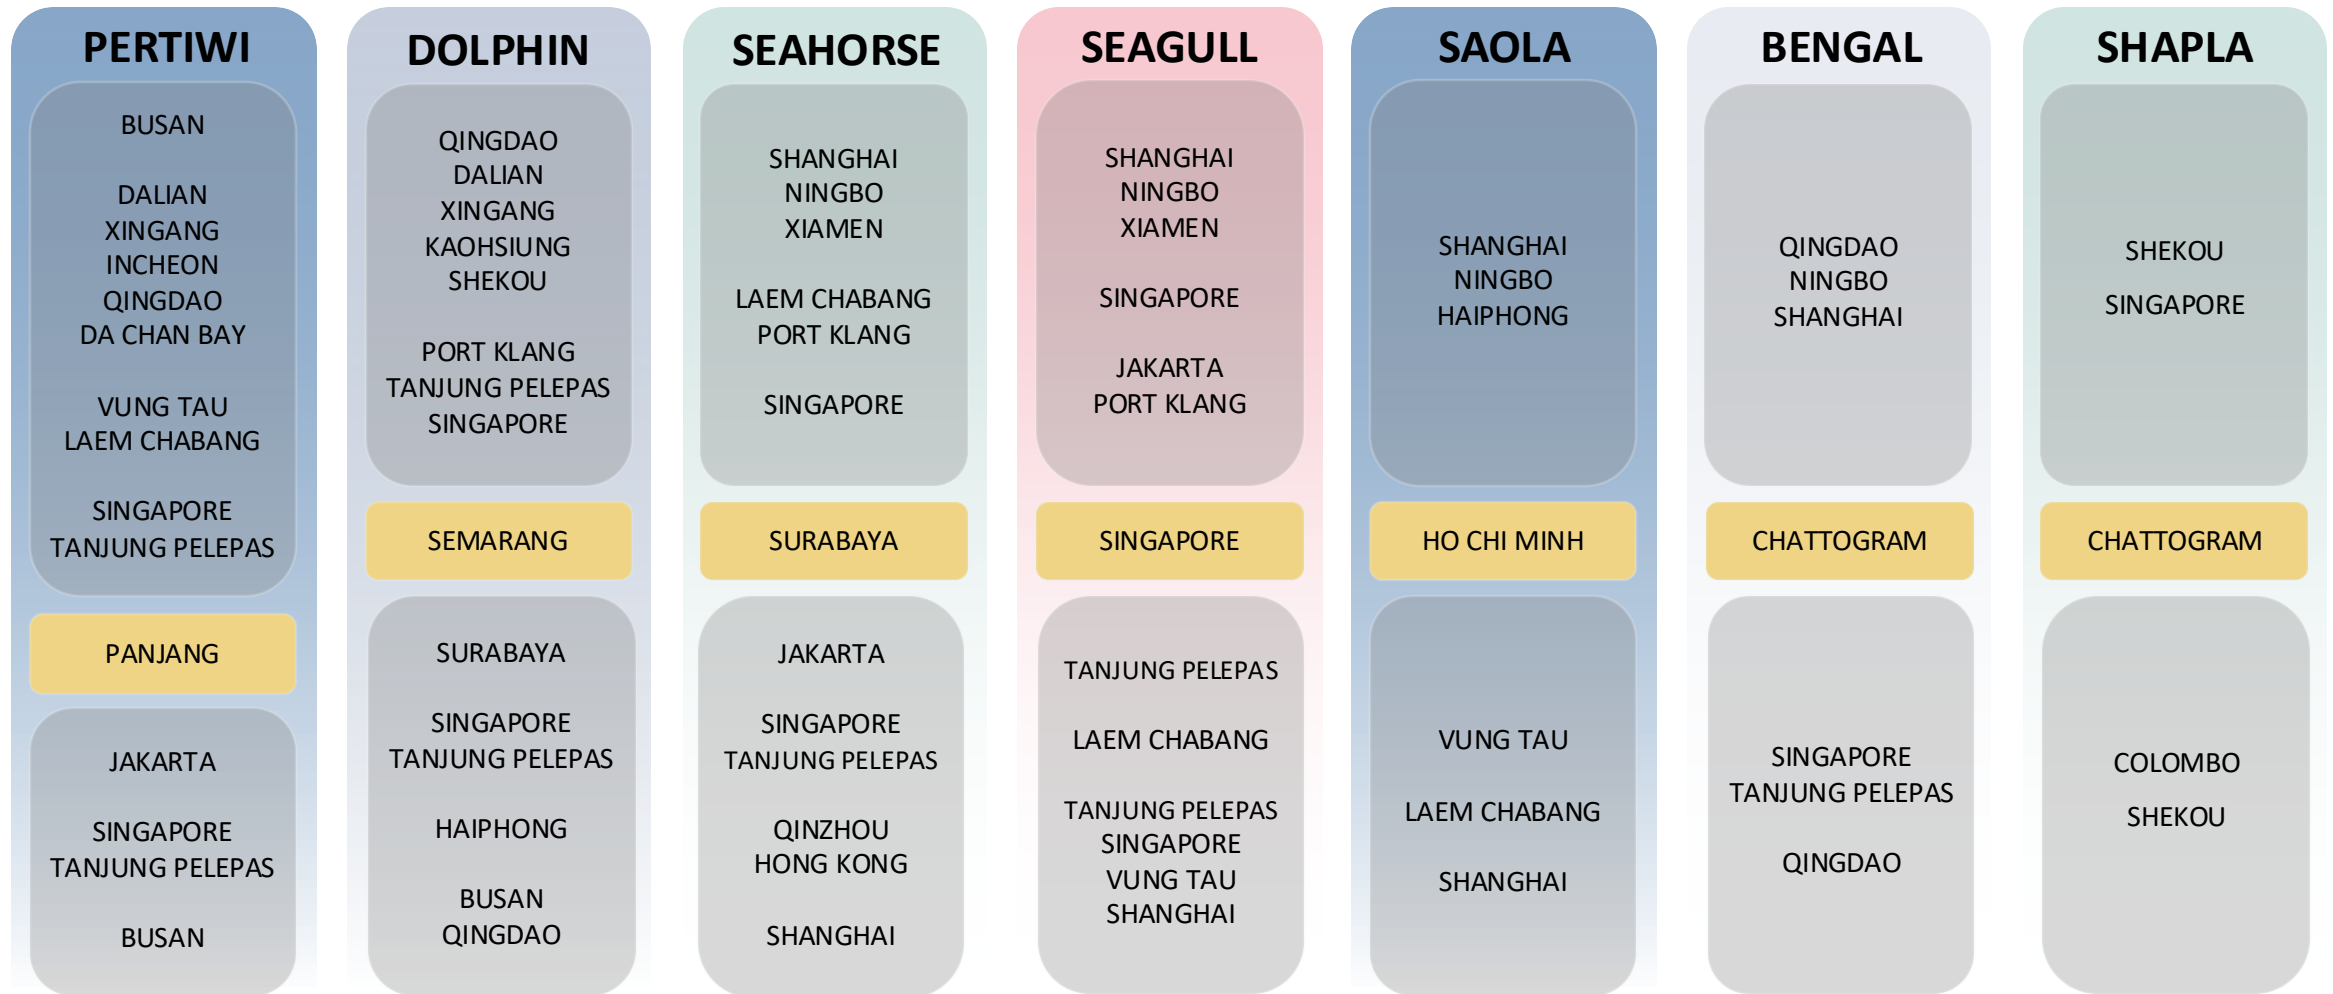 PERTIWI
BUSAN
DALIAN
XINGANG
INCHEON
QINGDAO
DA CHAN BAY
VUNG TAU
LAEM CHABANG
SINGAPORE
TANJUNG PELEPAS
PANJANG
JAKARTA
SINGAPORE
TANJUNG PELEPAS
BUSAN
DOLPHIN
QINGDAO
DALIAN
XINGANG
KAOHSIUNG
SHEKOU
PORT KLANG
TANJUNG PELEPAS
SINGAPORE
SEMARANG
SURABAYA
SINGAPORE
TANJUNG PELEPAS
HAIPHONG
BUSAN
QINGDAO
SEAHORSE
SHANGHAI
NINGBO
XIAMEN
LAEM CHABANG
PORT KLANG
SINGAPORE
SURABAYA
JAKARTA
SINGAPORE
TANJUNG PELEPAS
QINZHOU
HONG KONG
SHANGHAI
SEAGULL
SHANGHAI
NINGBO
XIAMEN
SINGAPORE
JAKARTA
PORT KLANG
SINGAPORE
TANJUNG PELEPAS
LAEM CHABANG
TANJUNG PELEPAS
SINGAPORE
VUNG TAU
SHANGHAI
SAOLA
SHANGHAI
NINGBO
HAIPHONG
HO CHI MINH
VUNG TAU
LAEM CHABANG
SHANGHAI
BENGAL
QINGDAO
NINGBO
SHANGHAI
CHATTOGRAM
SINGAPORE
TANJUNG PELEPAS
QINGDAO
SHAPLA
SHEKOU
SINGAPORE
CHATTOGRAM
COLOMBO
SHEKOU